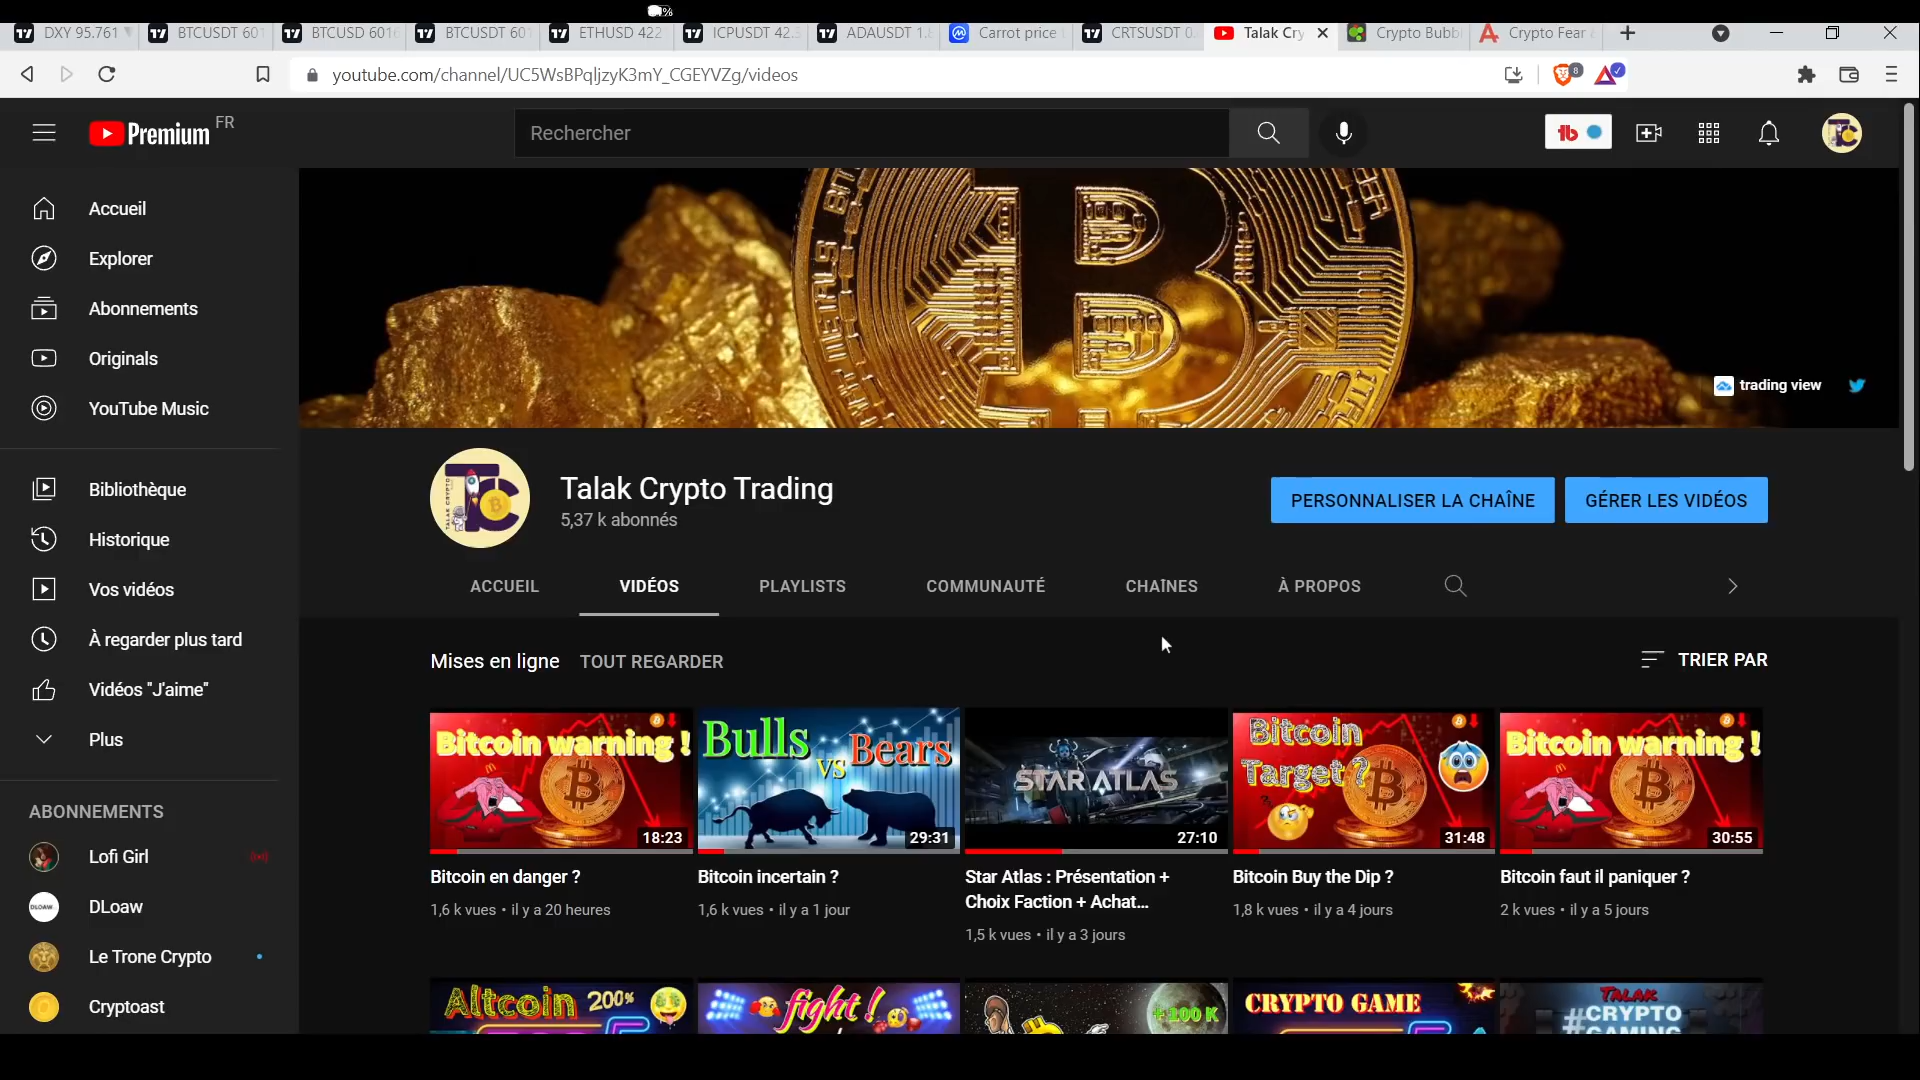 DXY 95.761
BTCUSDT 601
BTCUSD 6016
BTCUSDT 601
ETHUSD 422
ICPUSDT 42.
ADAUSDT 1.
Carrot price
CRTSUSDT 0.
Talak Cry
Crypto Bubb
Crypto Fear
youtube.com/channel/UC5WsBPqljzyK3mY_CGEYVZg/videos
8
Premium FR
Rechercher
tb
Accueil
Explorer
Abonnements
Originals
YouTube Music
Bibliothèque
Historique
Vos vidéos
À regarder plus tard
Vidéos "J'aime"
Plus
ABONNEMENTS
Lofi Girl
DLoaw
Le Trone Crypto
Cryptoast
trading view
Talak Crypto Trading
5,37 k abonnés
PERSONNALISER LA CHAÎNE
GÉRER LES VIDÉOS
ACCUEIL
VIDÉOS
PLAYLISTS
COMMUNAUTÉ
CHAÎNES
À PROPOS
Mises en ligne
TOUT REGARDER
TRIER PAR
Bitcoin warning !
18:23
Bitcoin en danger ?
1,6 k vues • il y a 20 heures
Bulls
vs
Bears
29:31
Bitcoin incertain ?
1,6 k vues • il y a 1 jour
STAR ATLAS
27:10
Star Atlas : Présentation +
Choix Faction + Achat...
1,5 k vues • il y a 3 jours
Bitcoin
Target ?
31:48
Bitcoin Buy the Dip ?
1,8 k vues • il y a 4 jours
Bitcoin warning !
30:55
Bitcoin faut il paniquer ?
2 k vues • il y a 5 jours
Altcoin 200%
fight !
+100 K
CRYPTO GAME
TALAK
#CRYPTO
GAMING